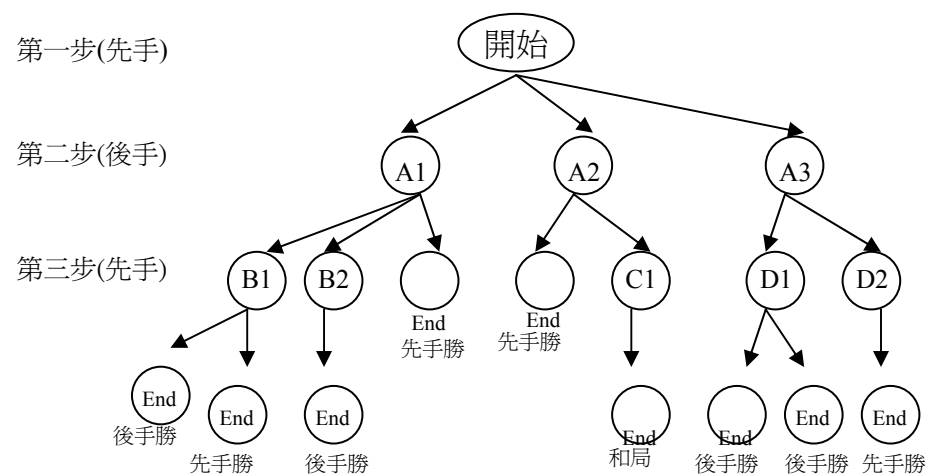 第一步(先手)
開始
第二步(後手)
A1
A2
A3
第三步(先手)
B1
B2
End
先手勝
End
先手勝
C1
D1
D2
End
後手勝
End
先手勝
End
後手勝
End
和局
End
後手勝
End
後手勝
End
先手勝